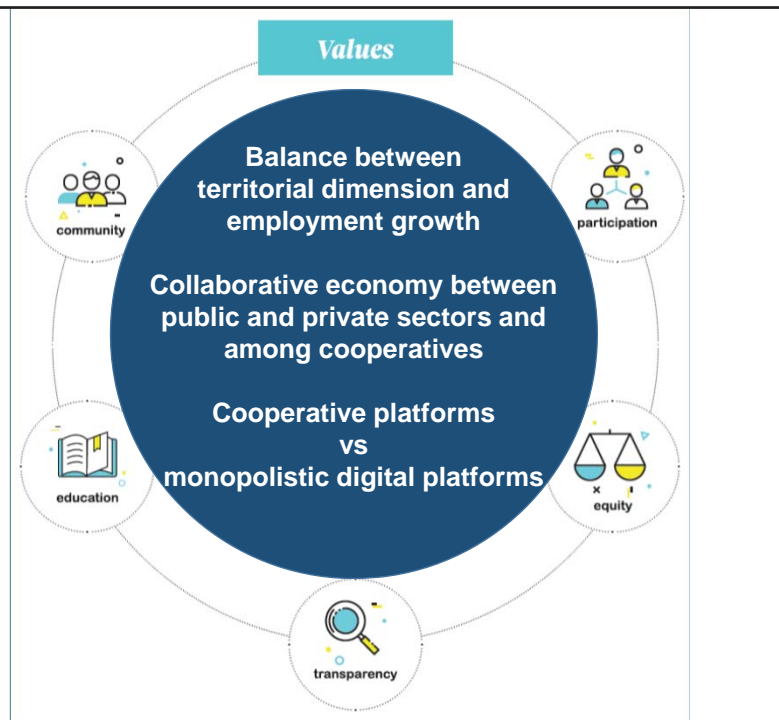 Values
community
participation
Balance between
territorial dimension and
employment growth
Collaborative economy between
public and private sectors and
among cooperatives
Cooperative platforms
vs
monopolistic digital platforms
education
equity
transparency